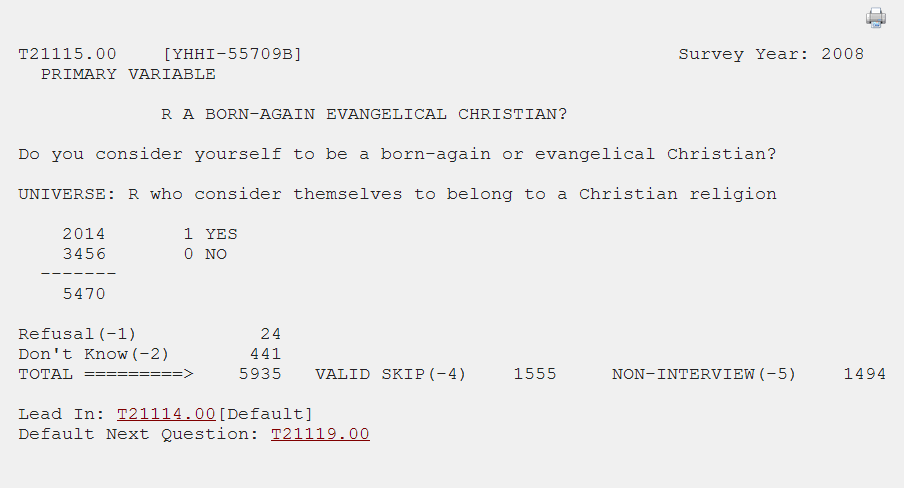 T21115.00    [YHHI-55709B]                                  Survey Year: 2008
PRIMARY VARIABLE
R A BORN-AGAIN EVANGELICAL CHRISTIAN?
Do you consider yourself to be a born-again or evangelical Christian?
UNIVERSE: R who consider themselves to belong to a Christian religion
2014       1 YES
3456       0 NO
-------
5470
Refusal(-1)           24
Don't Know(-2)       441
TOTAL =========>    5935   VALID SKIP(-4)    1555     NON-INTERVIEW(-5)    1494
Lead In: T21114.00[Default]
Default Next Question: T21119.00